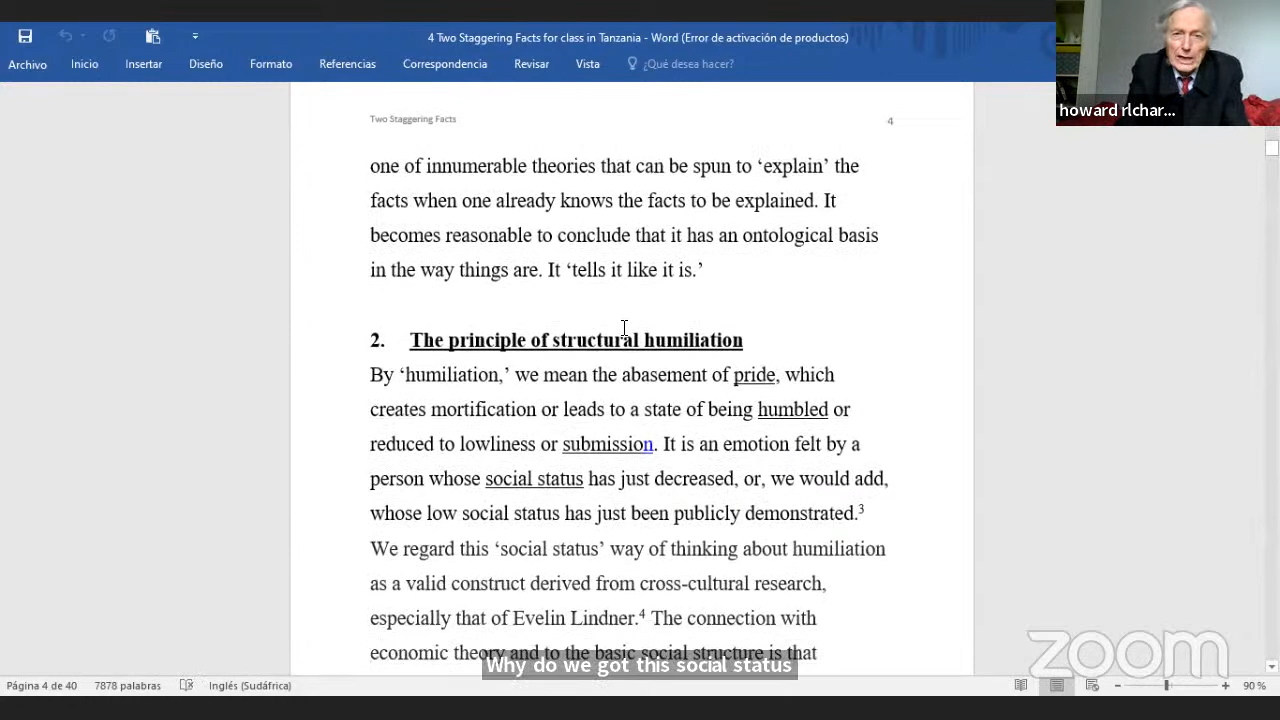 4 Two Staggering Facts for class in Tanzania - Word (Error de activación de productos)
Archivo Inicio Insertar Diseño Formato Referencias Correspondencia Revisar Vista ¿Qué desea hacer?
howard rlchar...
Two Staggering Facts 4
one of innumerable theories that can be spun to ‘explain’ the
facts when one already knows the facts to be explained. It
becomes reasonable to conclude that it has an ontological basis
in the way things are. It ‘tells it like it is.’
2. The principle of structural humiliation
By ‘humiliation,’ we mean the abasement of pride, which
creates mortification or leads to a state of being humbled or
reduced to lowliness or submission. It is an emotion felt by a
person whose social status has just decreased, or, we would add,
whose low social status has just been publicly demonstrated.3
We regard this ‘social status’ way of thinking about humiliation
as a valid construct derived from cross-cultural research,
especially that of Evelin Lindner.4 The connection with
economic theory and to the basic social structure is that
Why do we got this social status
zoom
Página 4 de 40 7878 palabras Inglés (Sudáfrica) 90 %